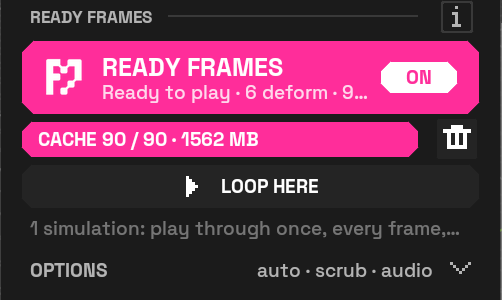 READY FRAMES
i
READY FRAMES
Ready to play · 6 deform · 9...
ON
CACHE 90 / 90 · 1562 MB
LOOP HERE
1 simulation: play through once, every frame,...
OPTIONS
auto · scrub · audio